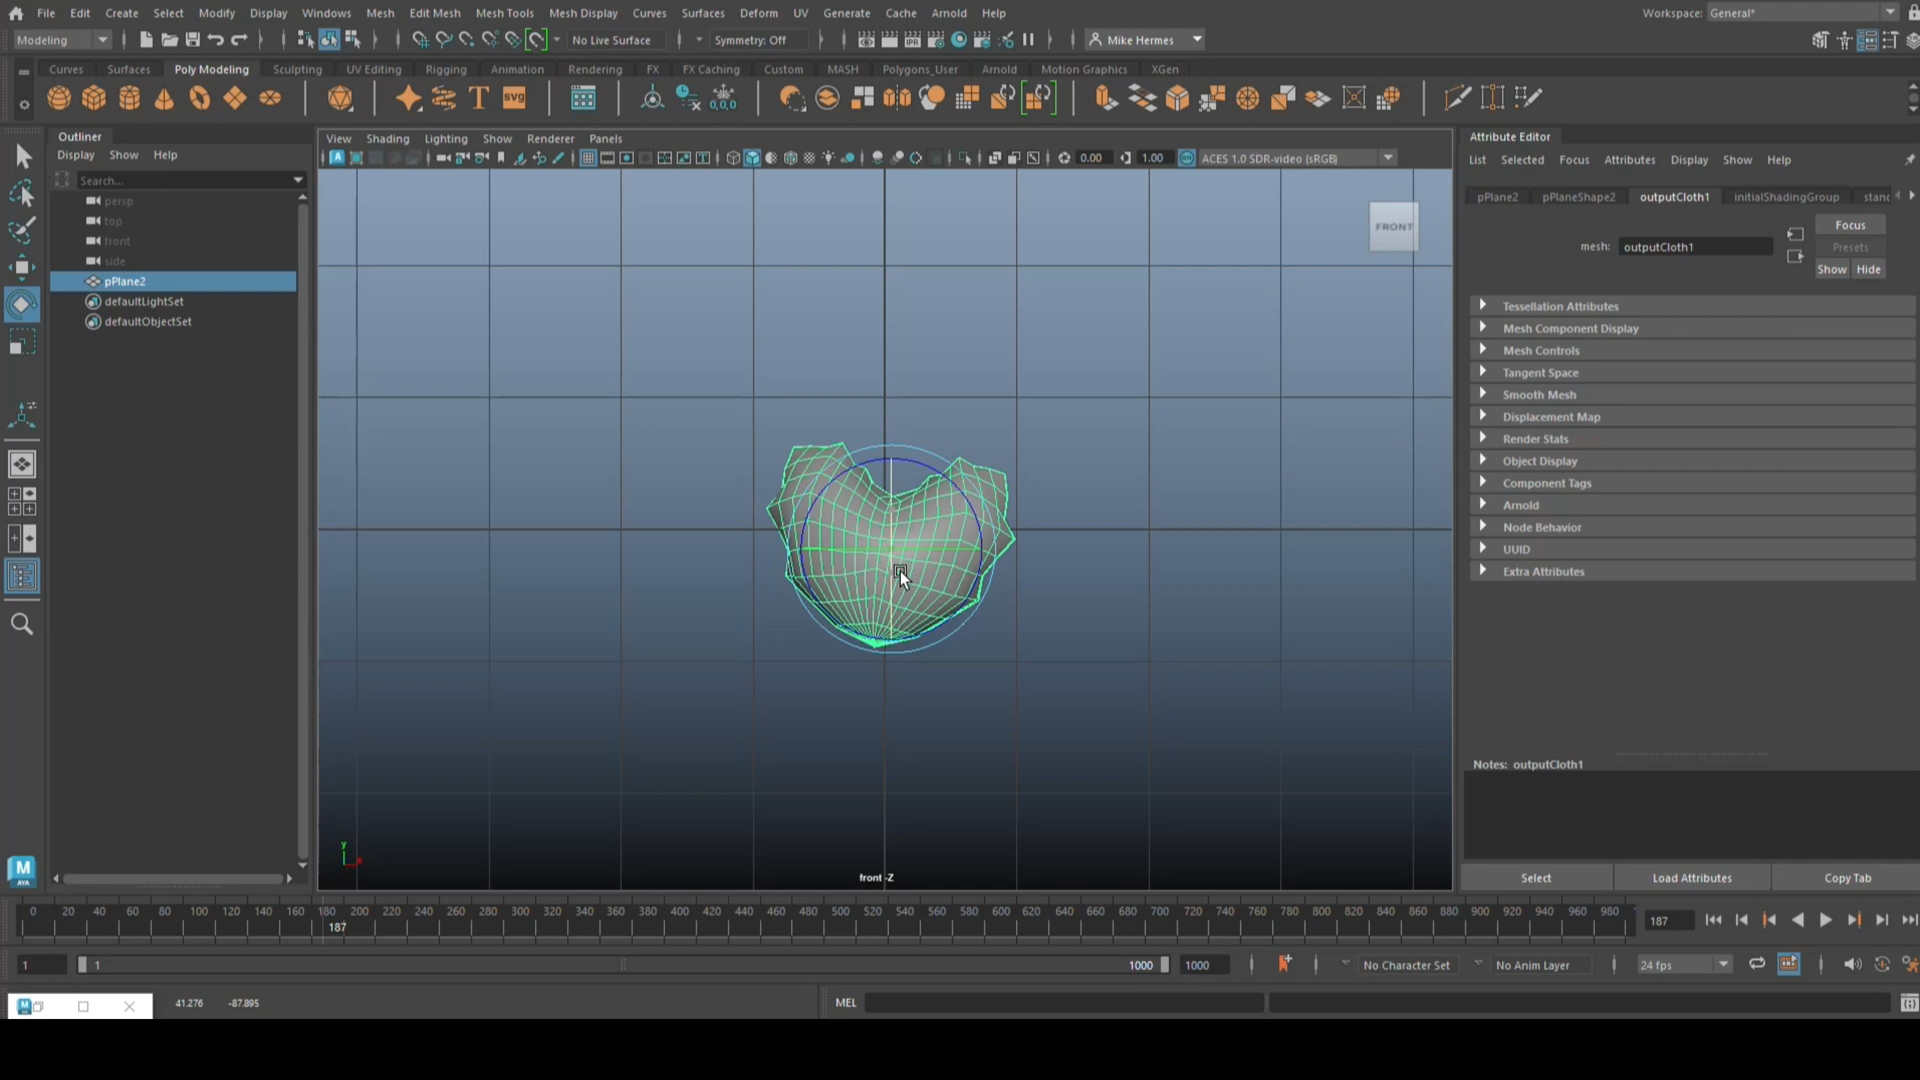 File Edit Create Select Modify Display Windows Mesh Edit Mesh Mesh Tools Mesh Display Curves Surfaces Deform UV Generate Cache Arnold Help Workspace: General*
Modeling No Live Surface Symmetry: Off Mike Hermes
Curves Surfaces Poly Modeling Sculpting UV Editing Rigging Animation Rendering FX FX Caching Custom MASH Polygons_User Arnold Motion Graphics XGen
SVG 0,0,0
Outliner
Display Show Help
Search...
persp
top
front
side
pPlane2
defaultLightSet
defaultObjectSet
View Shading Lighting Show Renderer Panels
0.00 1.00 ACES 1.0 SDR-video (sRGB)
FRONT
y
front -Z
Attribute Editor
List Selected Focus Attributes Display Show Help
pPlane2 pPlaneShape2 outputCloth1 initialShadingGroup stand
Focus
mesh: outputCloth1 Presets
Show Hide
Tessellation Attributes
Mesh Component Display
Mesh Controls
Tangent Space
Smooth Mesh
Displacement Map
Render Stats
Object Display
Component Tags
Arnold
Node Behavior
UUID
Extra Attributes
Notes: outputCloth1
Select Load Attributes Copy Tab
0 20 40 60 80 100 120 140 160 180 200 220 240 260 280 300 320 340 360 380 400 420 440 460 480 500 520 540 560 580 600 620 640 660 680 700 720 740 760 780 800 820 840 860 880 900 920 940 960 980 187
187
1 1 1000 1000 No Character Set No Anim Layer 24 fps
41.276 -87.895 MEL